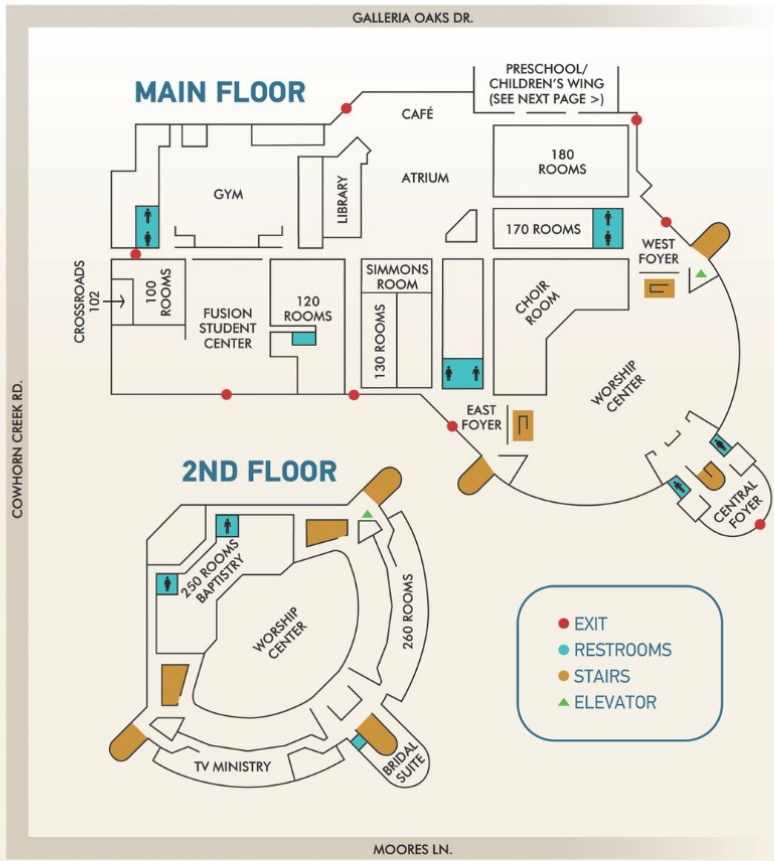 GALLERIA OAKS DR.
COWHORN CREEK RD.
MAIN FLOOR
PRESCHOOL/
CHILDREN'S WING
(SEE NEXT PAGE >)
CAFÉ
GYM
LIBRARY
ATRIUM
180
ROOMS
170 ROOMS
WEST
FOYER
CROSSROADS
102
100
ROOMS
FUSION
STUDENT
CENTER
120
ROOMS
SIMMONS
ROOM
130 ROOMS
CHOIR
ROOM
WORSHIP
CENTER
EAST
FOYER
CENTRAL
FOYER
2ND FLOOR
250 ROOMS
BAPTISTRY
WORSHIP
CENTER
260 ROOMS
TV MINISTRY
BRIDAL
SUITE
EXIT
RESTROOMS
STAIRS
ELEVATOR
MOORES LN.